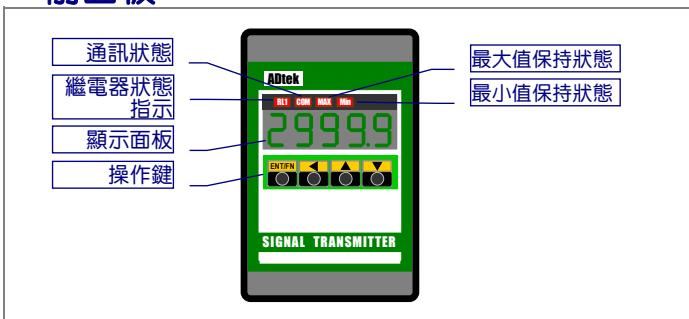 通訊狀態
繼電器狀態
指示
顯示面板
操作鍵
最大值保持狀態
最小值保持狀態
ADtek
RL1 COM MAX Min
2999.9
ENT/FN
SIGNAL TRANSMITTER